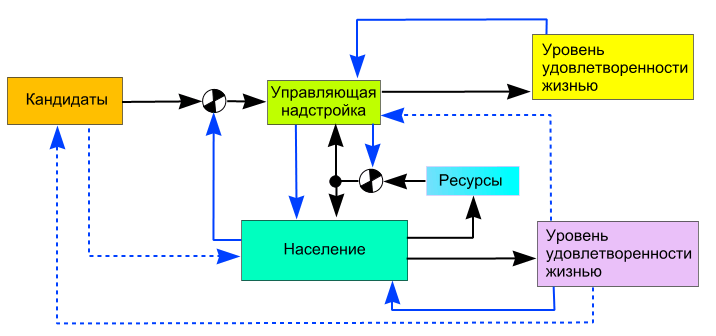 Уровень
удовлетворенности
жизнью
Кандидаты
Управляющая
надстройка
Ресурсы
Население
Уровень
удовлетворенности
жизнью